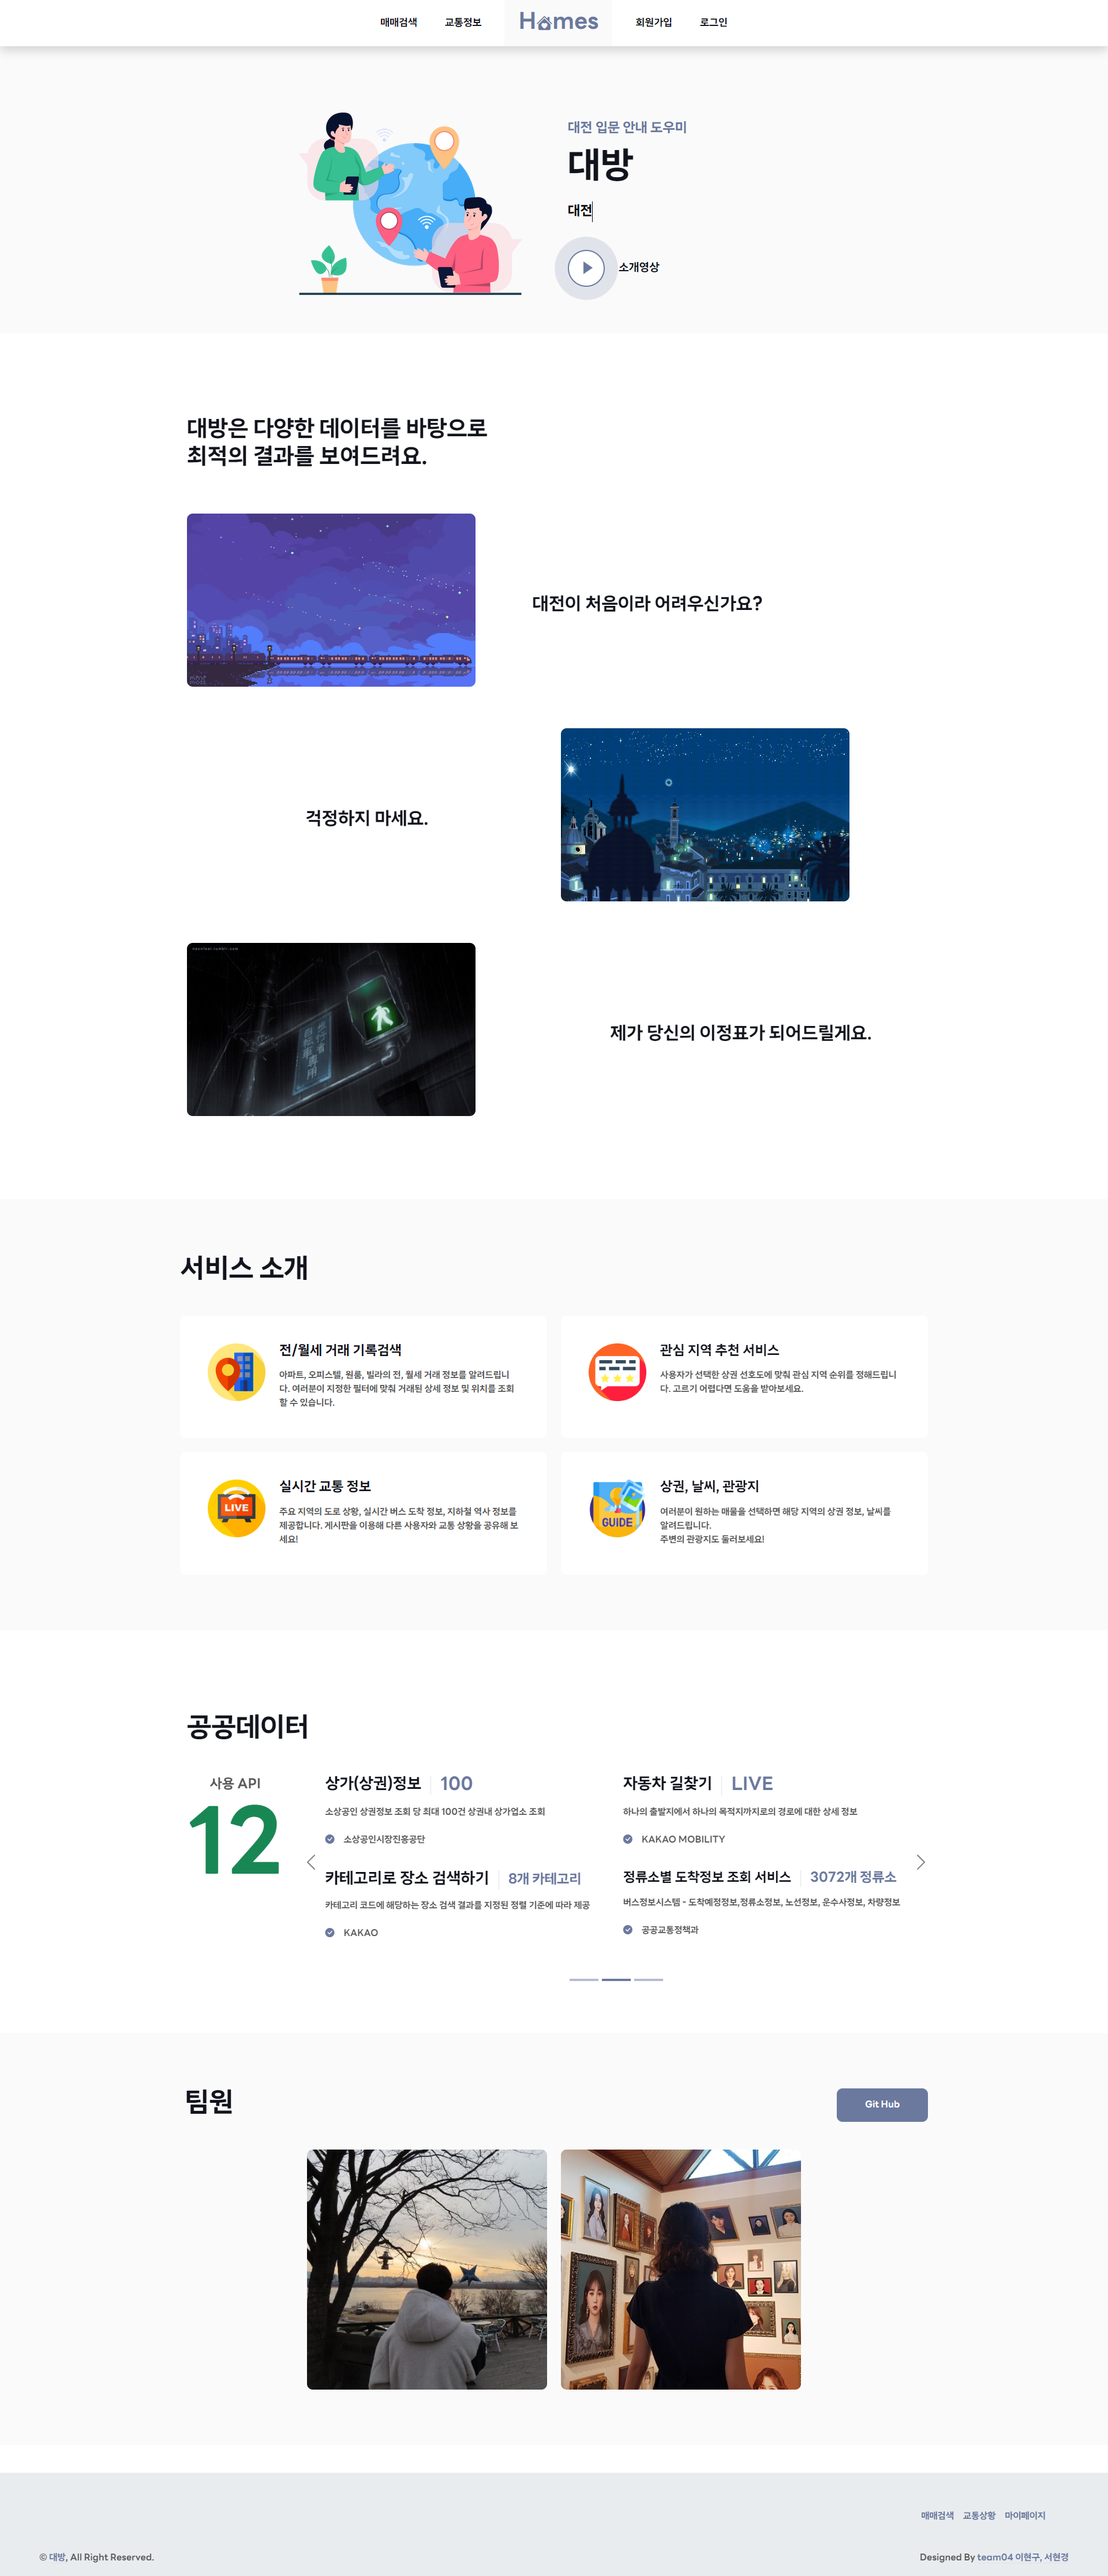 매매검색
교통정보
Homes
회원가입
로그인
대전 입문 안내 도우미
대방
대전
소개영상
대방은 다양한 데이터를 바탕으로
최적의 결과를 보여드려요.
대전이 처음이라 어려우신가요?
걱정하지 마세요.
제가 당신의 이정표가 되어드릴게요.
서비스 소개
전/월세 거래 기록검색
아파트, 오피스텔, 원룸, 빌라의 전, 월세 거래 정보를 알려드립니
다. 여러분이 지정한 필터에 맞춰 거래된 상세 정보 및 위치를 조회
할 수 있습니다.
관심 지역 추천 서비스
사용자가 선택한 상권 선호도에 맞춰 관심 지역 순위를 정해드립니
다. 고르기 어렵다면 도움을 받아보세요.
LIVE
실시간 교통 정보
주요 지역의 도로 상황, 실시간 버스 도착 정보, 지하철 역사 정보를
제공합니다. 게시판을 이용해 다른 사용자와 교통 상황을 공유해 보
세요!
GUIDE
상권, 날씨, 관광지
여러분이 원하는 매물을 선택하면 해당 지역의 상권 정보, 날씨를
알려드립니다.
주변의 관광지도 둘러보세요!
공공데이터
사용 API
12
상가(상권)정보
100
소상공인 상권정보 조회 당 최대 100건 상권내 상가업소 조회
소상공인시장진흥공단
카테고리로 장소 검색하기
8개 카테고리
카테고리 코드에 해당하는 장소 검색 결과를 지정된 정렬 기준에 따라 제공
KAKAO
자동차 길찾기
LIVE
하나의 출발지에서 하나의 목적지까지로의 경로에 대한 상세 정보
KAKAO MOBILITY
정류소별 도착정보 조회 서비스
3072개 정류소
버스정보시스템 - 도착예정정보,정류소정보, 노선정보, 운수사정보, 차량정보
공공교통정책과
팀원
Git Hub
매매검색
교통상황
마이페이지
© 대방, All Right Reserved.
Designed By team04 이현구, 서현경